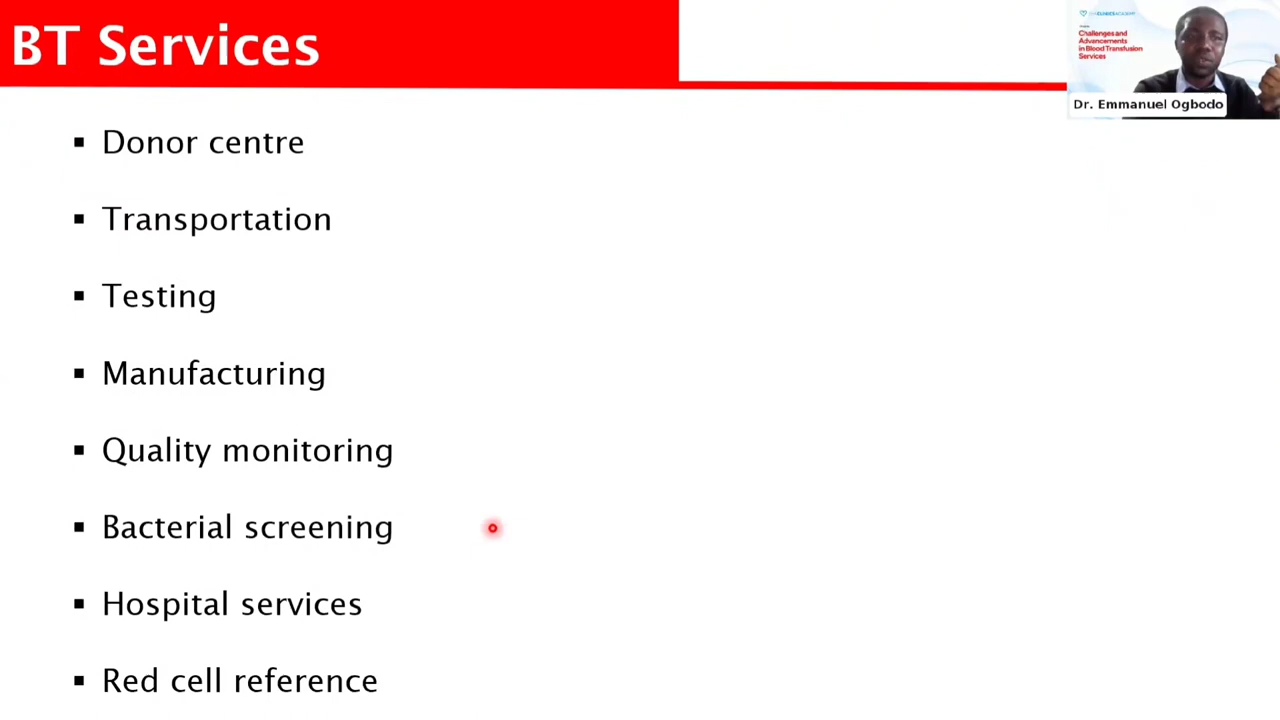 BT Services
Challenges and
Advancements
in Blood Transfusion
Services
Dr. Emmanuel Ogbodo
▪ Donor centre
▪ Transportation
▪ Testing
▪ Manufacturing
▪ Quality monitoring
▪ Bacterial screening
▪ Hospital services
▪ Red cell reference